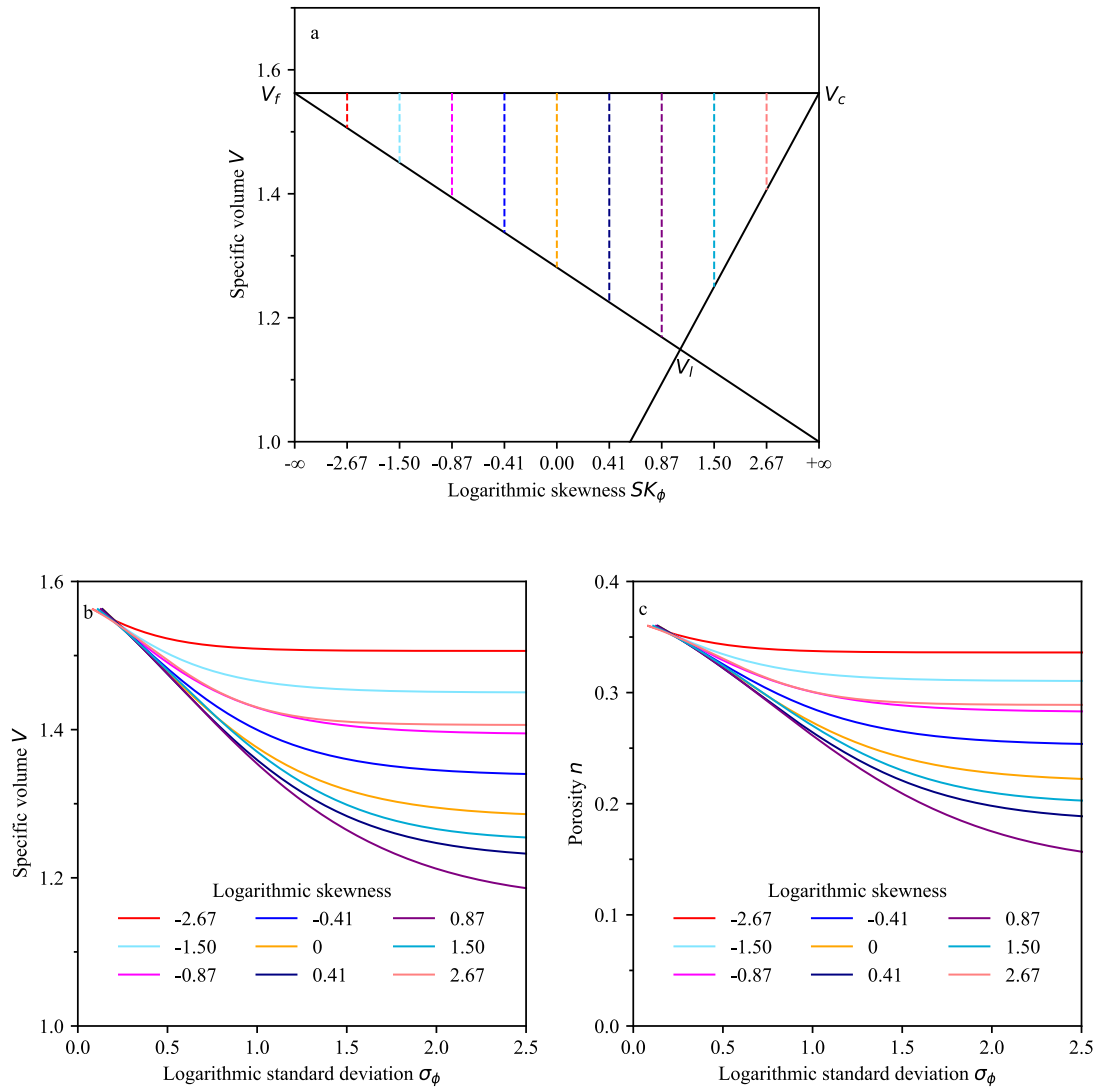 a
1.6
V_f
V_c
1.4
Specific volume V
1.2
V_l
1.0
-∞ -2.67 -1.50 -0.87 -0.41 0.00 0.41 0.87 1.50 2.67 +∞
Logarithmic skewness SK_ϕ
1.6
b
1.4
Specific volume V
1.2
Logarithmic skewness
-2.67 -0.41 0.87
-1.50 0 1.50
-0.87 0.41 2.67
1.0
0.0 0.5 1.0 1.5 2.0 2.5
Logarithmic standard deviation σ_ϕ
0.4
c
0.3
Porosity n
0.2
0.1
Logarithmic skewness
-2.67 -0.41 0.87
-1.50 0 1.50
-0.87 0.41 2.67
0.0
0.0 0.5 1.0 1.5 2.0 2.5
Logarithmic standard deviation σ_ϕ